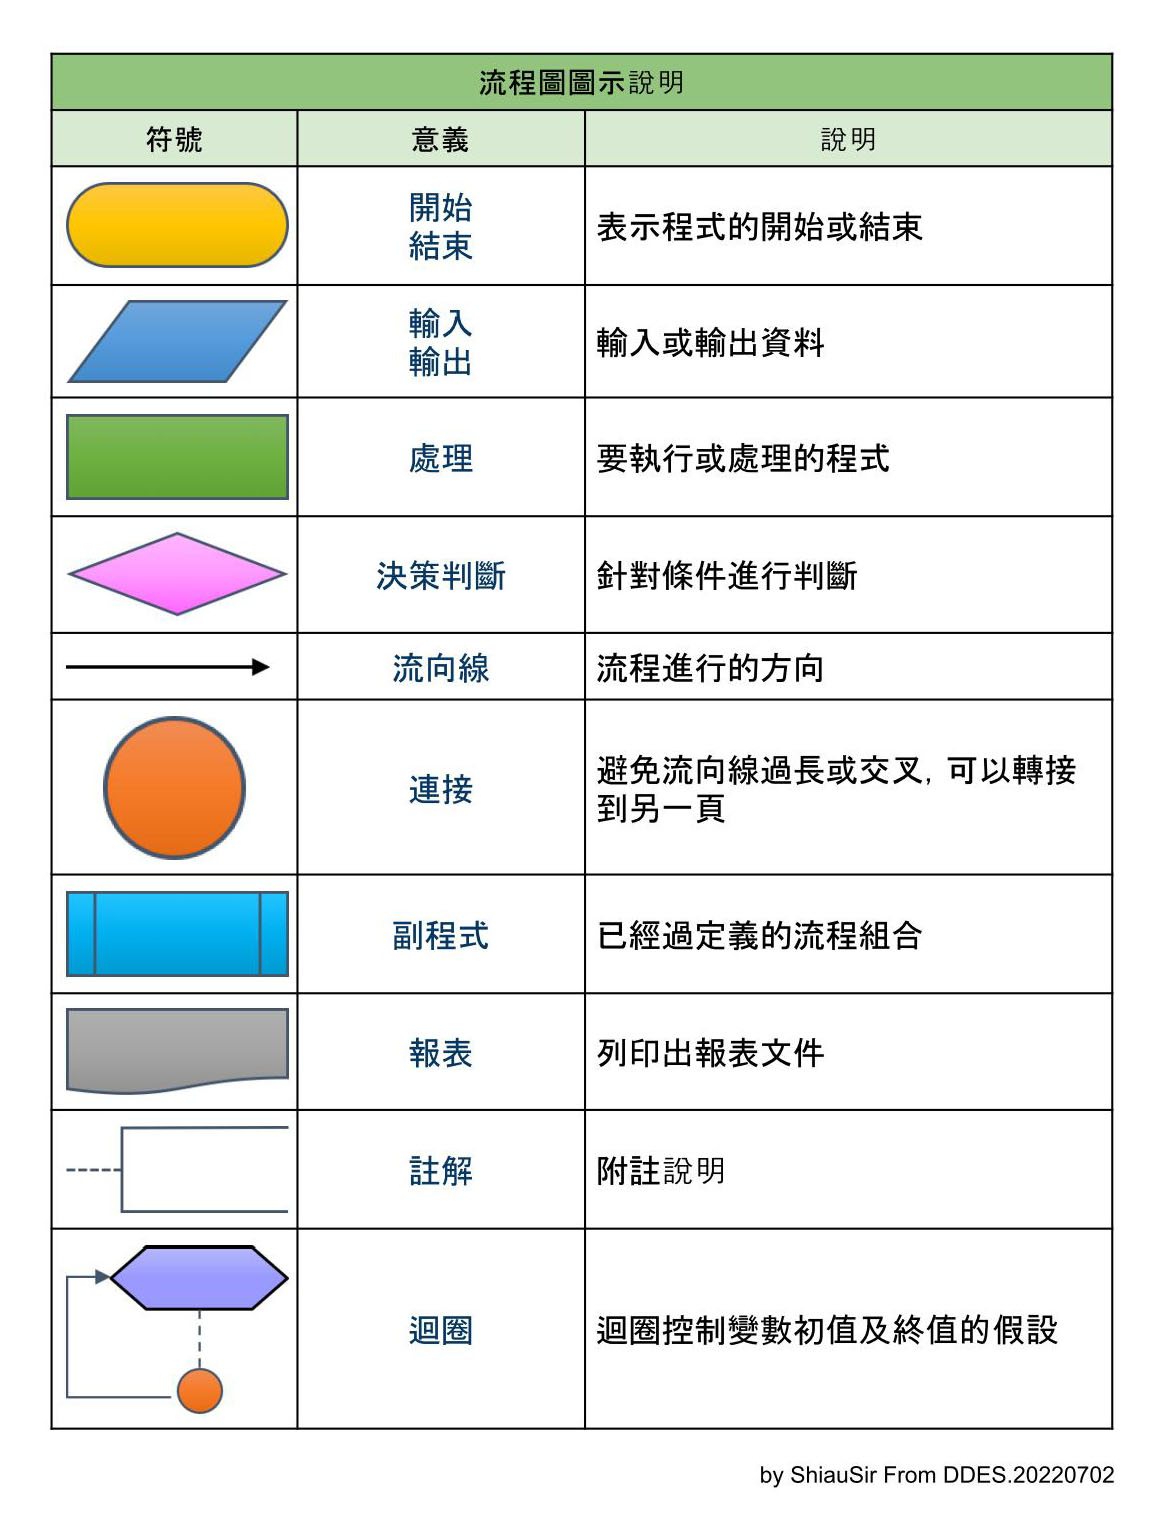 流程圖圖示說明
符號 意義 說明
開始
結束
表示程式的開始或結束
輸入
輸出
輸入或輸出資料
處理
要執行或處理的程式
決策判斷
針對條件進行判斷
流向線
流程進行的方向
連接
避免流向線過長或交叉，可以轉接
到另一頁
副程式
已經過定義的流程組合
報表
列印出報表文件
註解
附註說明
迴圈
迴圈控制變數初值及終值的假設
by ShiauSir From DDES.20220702